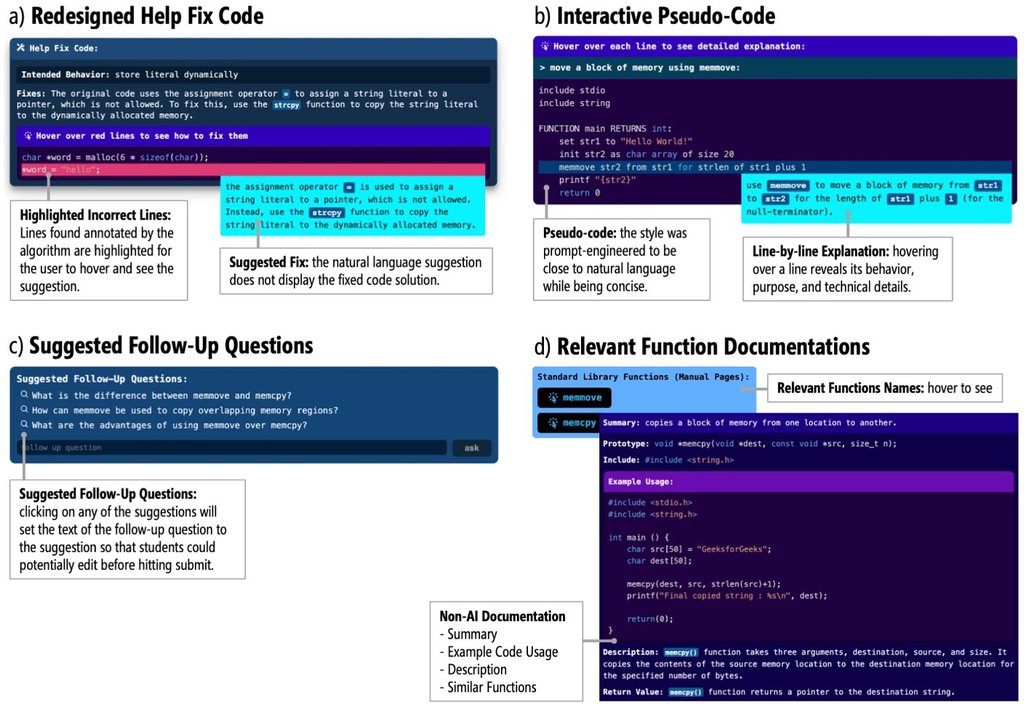 a) Redesigned Help Fix Code
Help Fix Code:
Intended Behavior: store literal dynamically
Fixes: The original code uses the assignment operator = to assign a string literal to a
pointer, which is not allowed. To fix this, use the strcpy function to copy the string literal
to the dynamically allocated memory.
Hover over red lines to see how to fix them
char *word = malloc(6 * sizeof(char));
*word = "hello";
the assignment operator = is used to assign a
string literal to a pointer, which is not allowed.
Instead, use the strcpy function to copy the
string literal to the dynamically allocated memory.
Highlighted Incorrect Lines:
Lines found annotated by the
algorithm are highlighted for
the user to hover and see the
suggestion.
Suggested Fix: the natural language suggestion
does not display the fixed code solution.
b) Interactive Pseudo-Code
Hover over each line to see detailed explanation:
> move a block of memory using memmove:
include stdio
include string
FUNCTION main RETURNS int:
set str1 to "Hello World!"
init str2 as char array of size 20
memmove str2 from str1 for strlen of str1 plus 1
printf "{str2}"
return 0
use memmove to move a block of memory from str1
to str2 for the length of str1 plus 1 (for the
null-terminator).
Pseudo-code: the style was
prompt-engineered to be
close to natural language
while being concise.
Line-by-line Explanation: hovering
over a line reveals its behavior,
purpose, and technical details.
c) Suggested Follow-Up Questions
Suggested Follow-Up Questions:
What is the difference between memmove and memcpy?
How can memmove be used to copy overlapping memory regions?
What are the advantages of using memmove over memcpy?
follow up question
ask
Suggested Follow-Up Questions:
clicking on any of the suggestions will
set the text of the follow-up question to
the suggestion so that students could
potentially edit before hitting submit.
d) Relevant Function Documentations
Standard Library Functions (Manual Pages):
memmove
memcpy
Relevant Functions Names: hover to see
Summary: copies a block of memory from one location to another.
Prototype: void *memcpy(void *dest, const void *src, size_t n);
Include: #include <string.h>
Example Usage:
#include <stdio.h>
#include <string.h>
int main () {
char src[50] = "GeeksforGeeks";
char dest[50];
memcpy(dest, src, strlen(src)+1);
printf("Final copied string : %s\n", dest);
return(0);
}
Description: memcpy() function takes three arguments, destination, source, and size. It
copies the contents of the source memory location to the destination memory location for
the specified number of bytes.
Return Value: memcpy() function returns a pointer to the destination string.
Non-AI Documentation
- Summary
- Example Code Usage
- Description
- Similar Functions